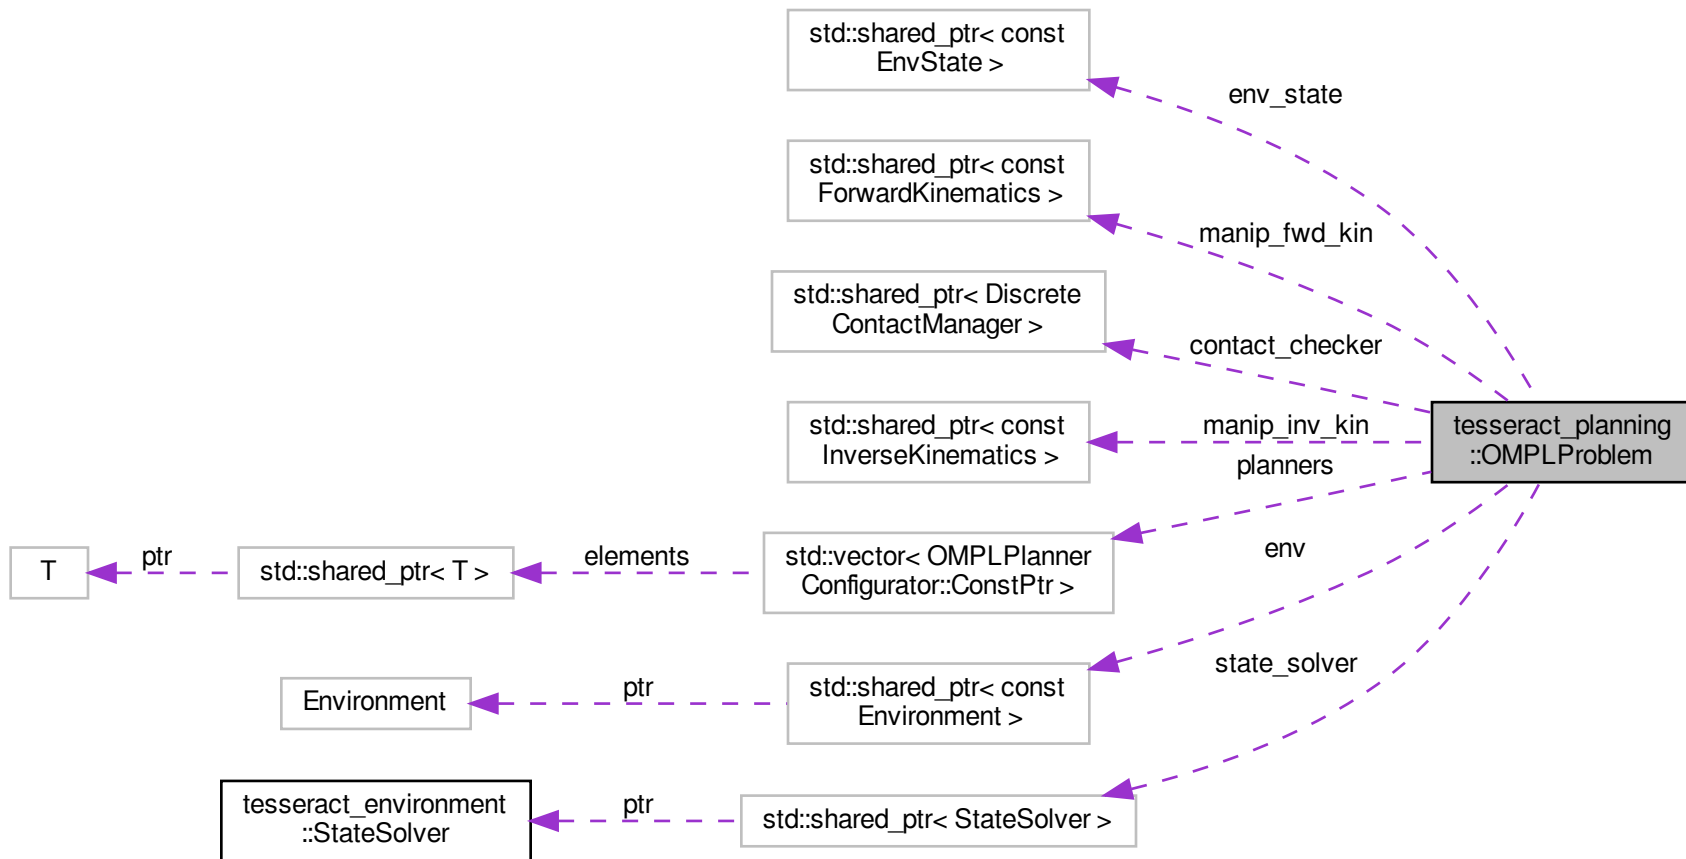 std::shared_ptr< const
EnvState >
env_state
std::shared_ptr< const
ForwardKinematics >
manip_fwd_kin
std::shared_ptr< Discrete
ContactManager >
contact_checker
std::shared_ptr< const
InverseKinematics >
manip_inv_kin
tesseract_planning
::OMPLProblem
planners
T
ptr
std::shared_ptr< T >
elements
std::vector< OMPLPlanner
Configurator::ConstPtr >
env
Environment
ptr
std::shared_ptr< const
Environment >
state_solver
tesseract_environment
::StateSolver
ptr
std::shared_ptr< StateSolver >